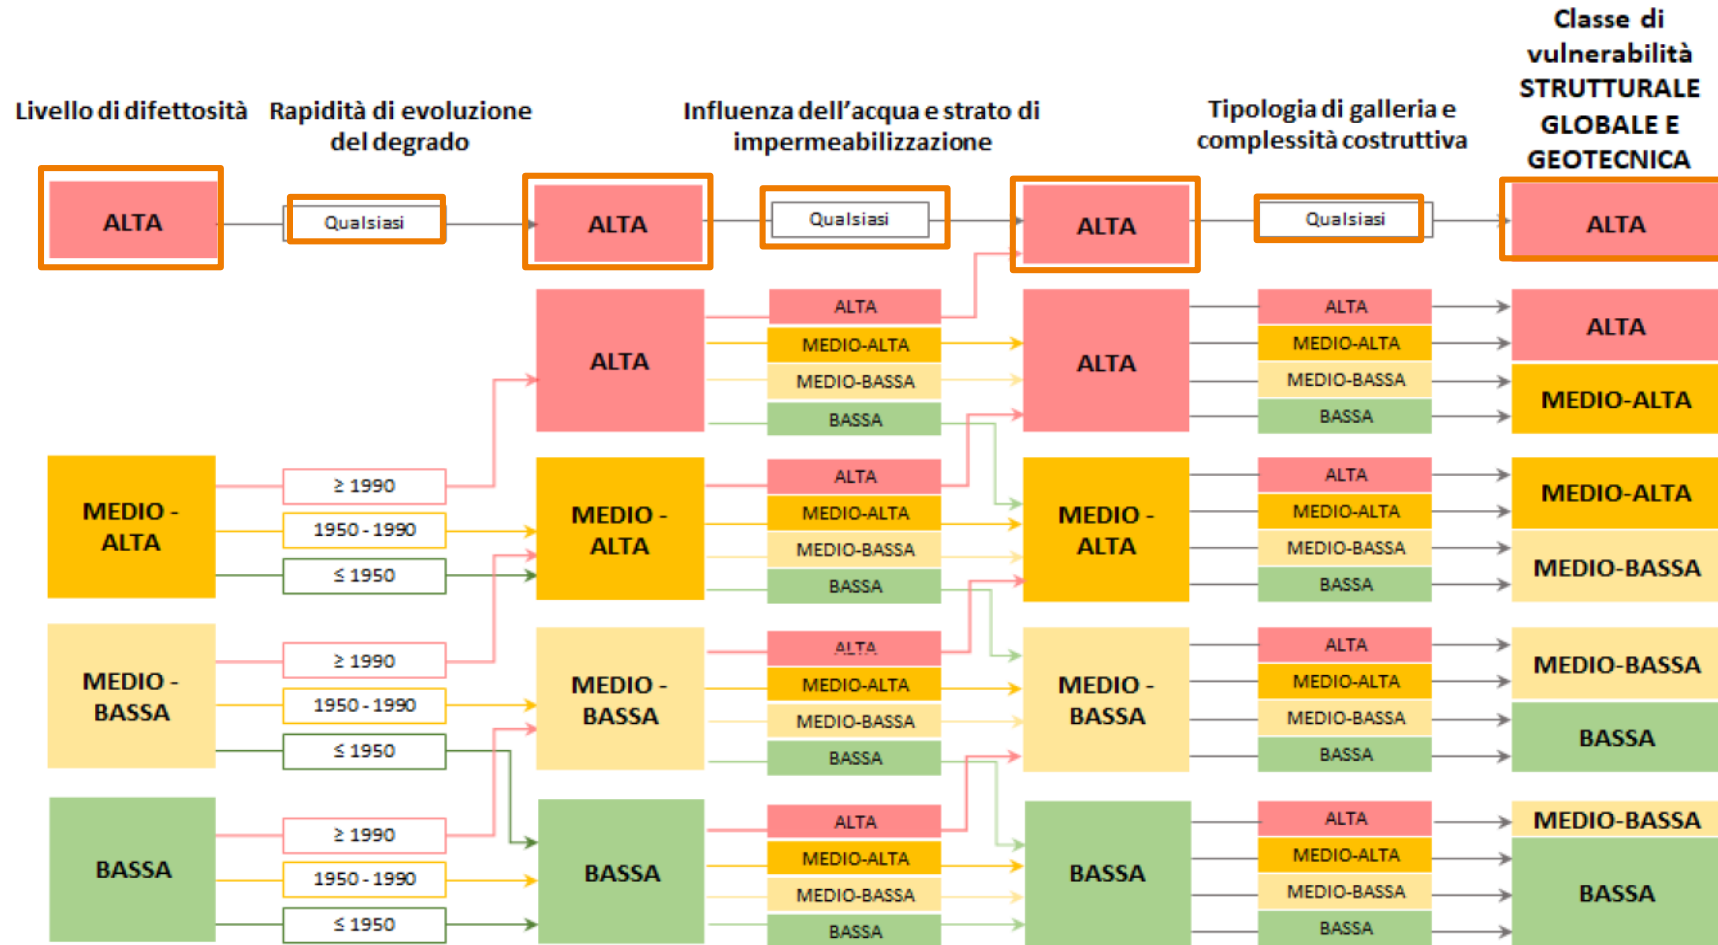 Classe di
vulnerabilità
STRUTTURALE
GLOBALE E
GEOTECNICA
Livello di difettosità
Rapidità di evoluzione
del degrado
Influenza dell'acqua e strato di
impermeabilizzazione
Tipologia di galleria e
complessità costruttiva
ALTA
Qualsiasi
ALTA
Qualsiasi
ALTA
Qualsiasi
ALTA
ALTA
ALTA
MEDIO-ALTA
MEDIO-BASSA
BASSA
ALTA
ALTA
MEDIO-ALTA
MEDIO-BASSA
BASSA
ALTA
MEDIO-ALTA
MEDIO -
ALTA
≥ 1990
1950 - 1990
≤ 1950
MEDIO -
ALTA
ALTA
MEDIO-ALTA
MEDIO-BASSA
BASSA
MEDIO -
ALTA
ALTA
MEDIO-ALTA
MEDIO-BASSA
BASSA
MEDIO-ALTA
MEDIO-BASSA
MEDIO -
BASSA
≥ 1990
1950 - 1990
≤ 1950
MEDIO -
BASSA
ALTA
MEDIO-ALTA
MEDIO-BASSA
BASSA
MEDIO -
BASSA
ALTA
MEDIO-ALTA
MEDIO-BASSA
BASSA
MEDIO-BASSA
BASSA
BASSA
≥ 1990
1950 - 1990
≤ 1950
BASSA
ALTA
MEDIO-ALTA
MEDIO-BASSA
BASSA
BASSA
ALTA
MEDIO-ALTA
MEDIO-BASSA
BASSA
MEDIO-BASSA
BASSA